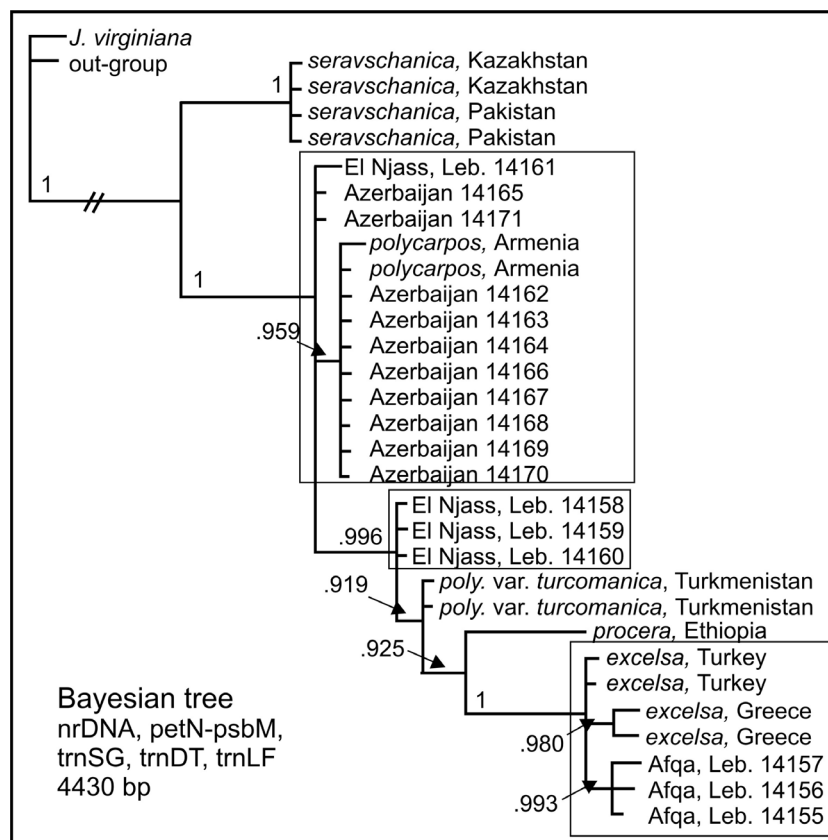 J. virginiana
out-group
1
seravschanica, Kazakhstan
seravschanica, Kazakhstan
seravschanica, Pakistan
seravschanica, Pakistan
1
El Njass, Leb. 14161
Azerbaijan 14165
Azerbaijan 14171
polycarpos, Armenia
polycarpos, Armenia
1
Azerbaijan 14162
Azerbaijan 14163
.959
Azerbaijan 14164
Azerbaijan 14166
Azerbaijan 14167
Azerbaijan 14168
Azerbaijan 14169
Azerbaijan 14170
El Njass, Leb. 14158
El Njass, Leb. 14159
.996
El Njass, Leb. 14160
.919
poly. var. turcomanica, Turkmenistan
poly. var. turcomanica, Turkmenistan
procera, Ethiopia
.925
excelsa, Turkey
excelsa, Turkey
1
excelsa, Greece
excelsa, Greece
.980
Afqa, Leb. 14157
Afqa, Leb. 14156
.993
Afqa, Leb. 14155
Bayesian tree
nrDNA, petN-psbM,
trnSG, trnDT, trnLF
4430 bp